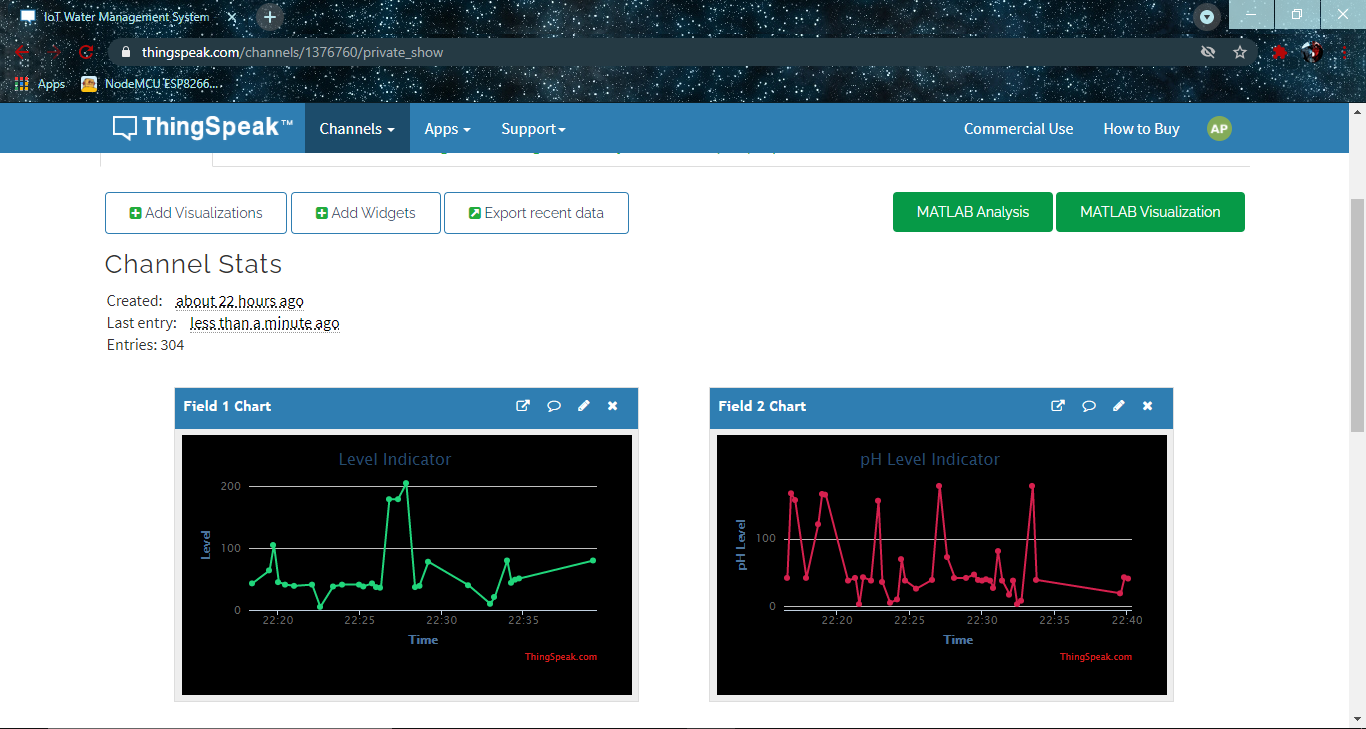 IoT Water Management System
thingspeak.com/channels/1376760/private_show
Apps NodeMCU ESP8266....
ThingSpeak™ Channels Apps Support Commercial Use How to Buy AP
Add Visualizations Add Widgets Export recent data MATLAB Analysis MATLAB Visualization
Channel Stats
Created: about 22 hours ago
Last entry: less than a minute ago
Entries: 304
Field 1 Chart
Level Indicator
Level
200
100
0
22:20 22:25 22:30 22:35
Time
ThingSpeak.com
Field 2 Chart
pH Level Indicator
pH Level
100
0
22:20 22:25 22:30 22:35 22:40
Time
ThingSpeak.com